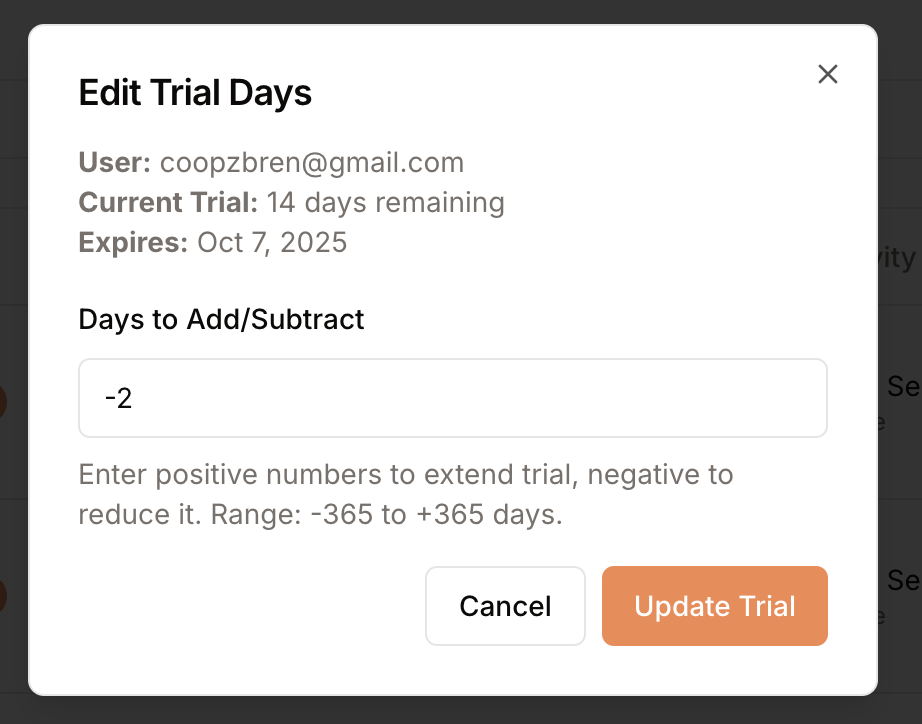 Edit Trial Days
User: coopzbren@gmail.com
Current Trial: 14 days remaining
Expires: Oct 7, 2025
Days to Add/Subtract
-2
Enter positive numbers to extend trial, negative to
reduce it. Range: -365 to +365 days.
Cancel
Update Trial